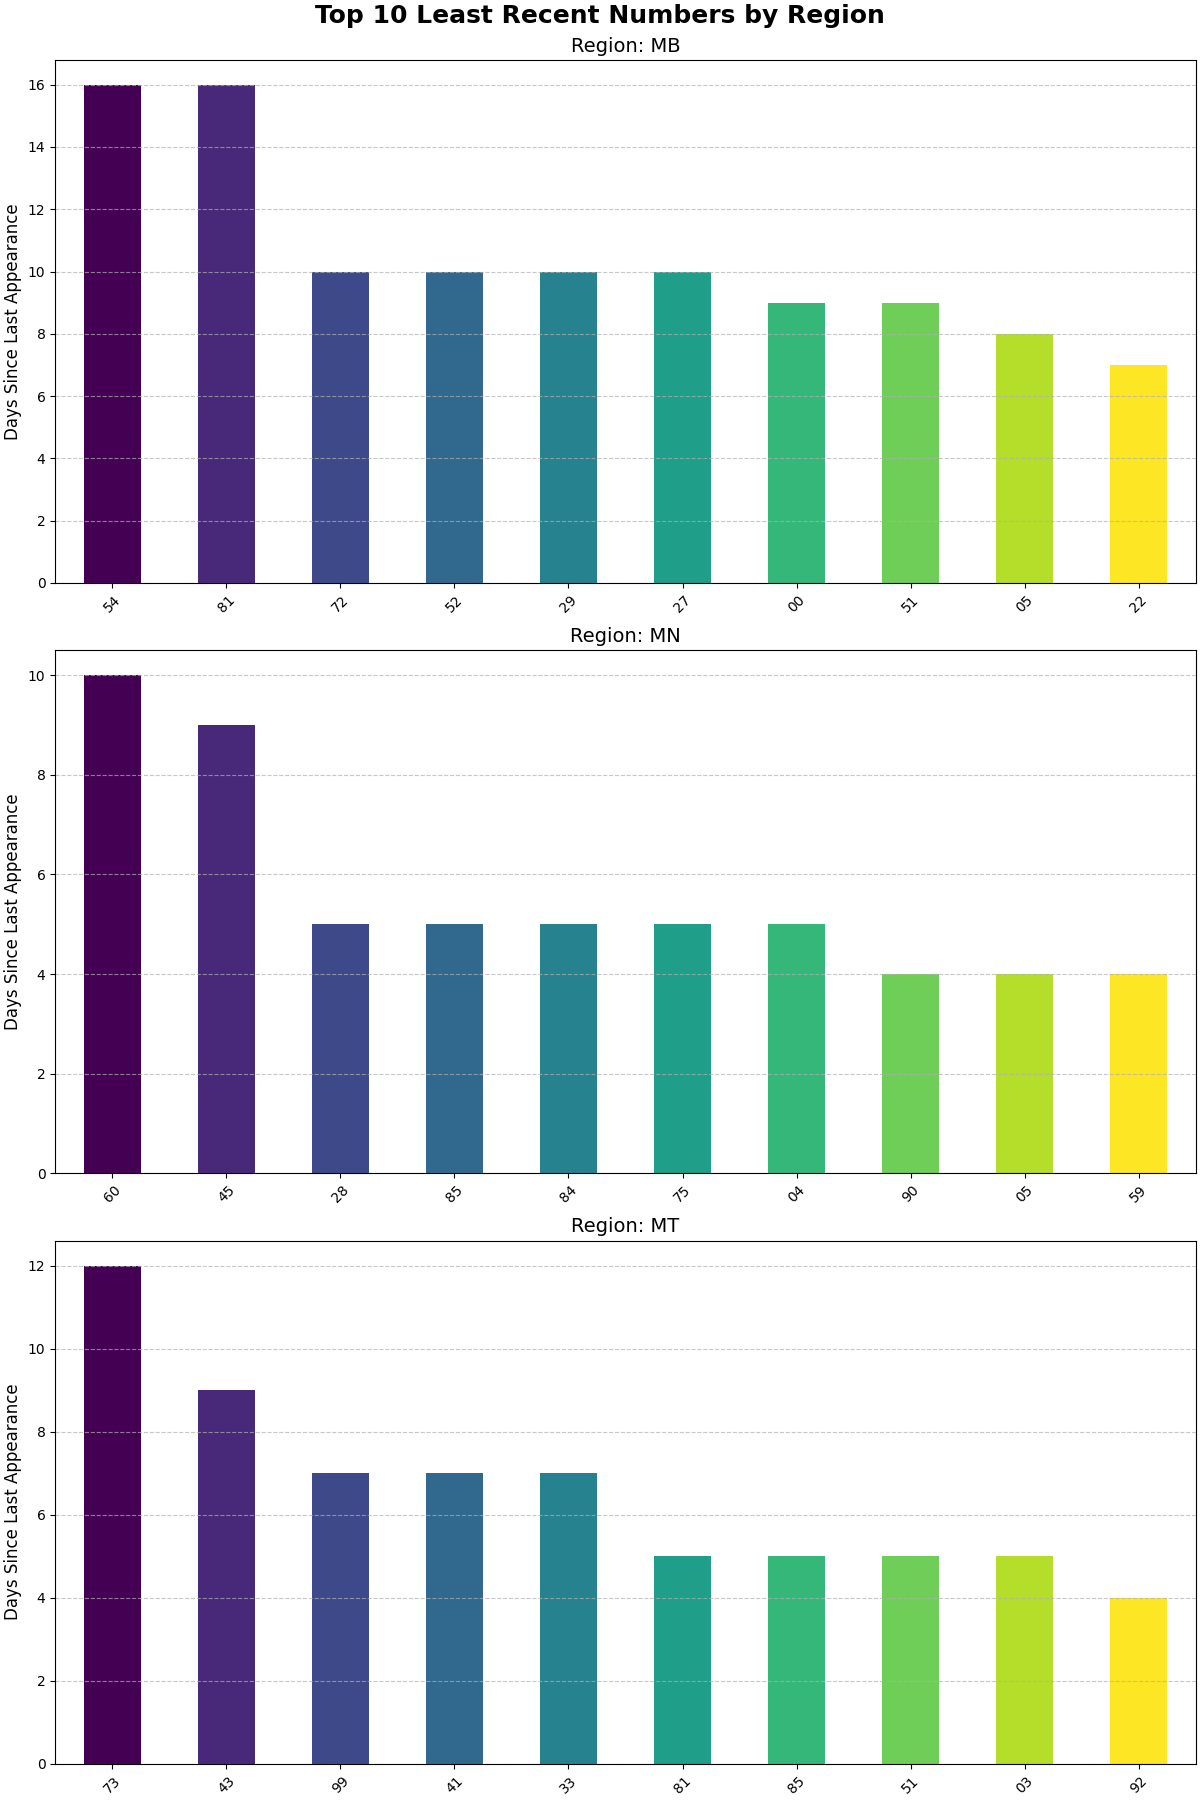 Top 10 Least Recent Numbers by Region
Region: MB
Days Since Last Appearance
16
14
12
10
8
6
4
2
0
54 81 72 52 29 27 00 51 05 22
Region: MN
Days Since Last Appearance
10
8
6
4
2
0
60 45 28 85 84 75 04 90 05 59
Region: MT
Days Since Last Appearance
12
10
8
6
4
2
0
73 43 99 41 33 81 85 51 03 92